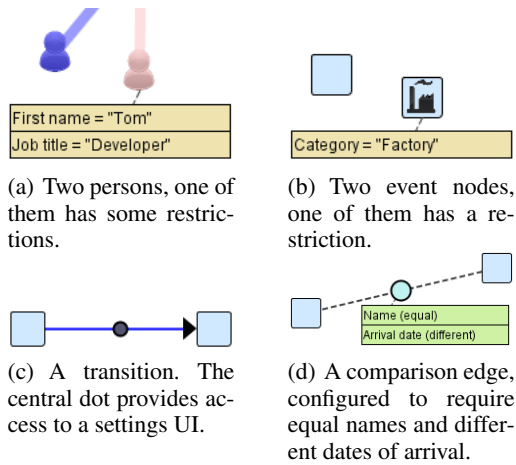 First name = "Tom"
Job title = "Developer"
(a) Two persons, one of
them has some restric-
tions.
Category = "Factory"
(b) Two event nodes,
one of them has a re-
striction.
(c) A transition. The
central dot provides ac-
cess to a settings UI.
Name (equal)
Arrival date (different)
(d) A comparison edge,
configured to require
equal names and differ-
ent dates of arrival.